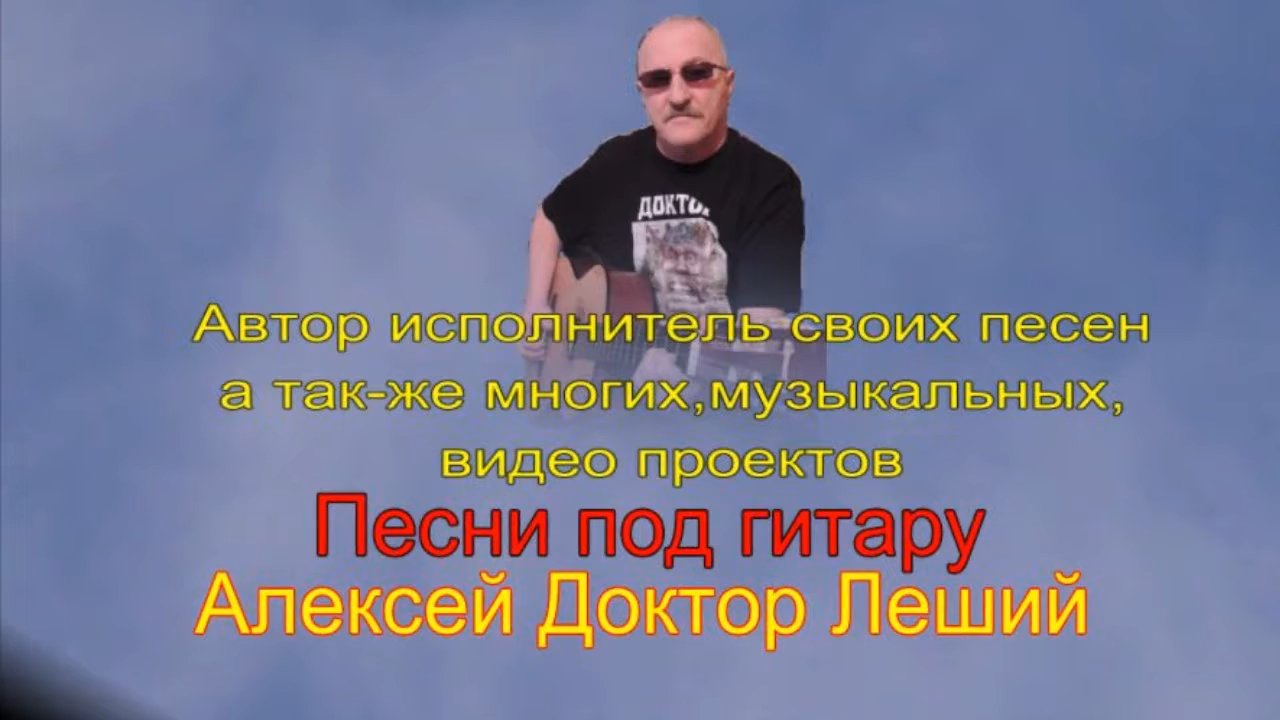 Автор исполнитель своих песен
а так-же многих,музыкальных,
видео проектов
Песни под гитару
Алексей Доктор Леший